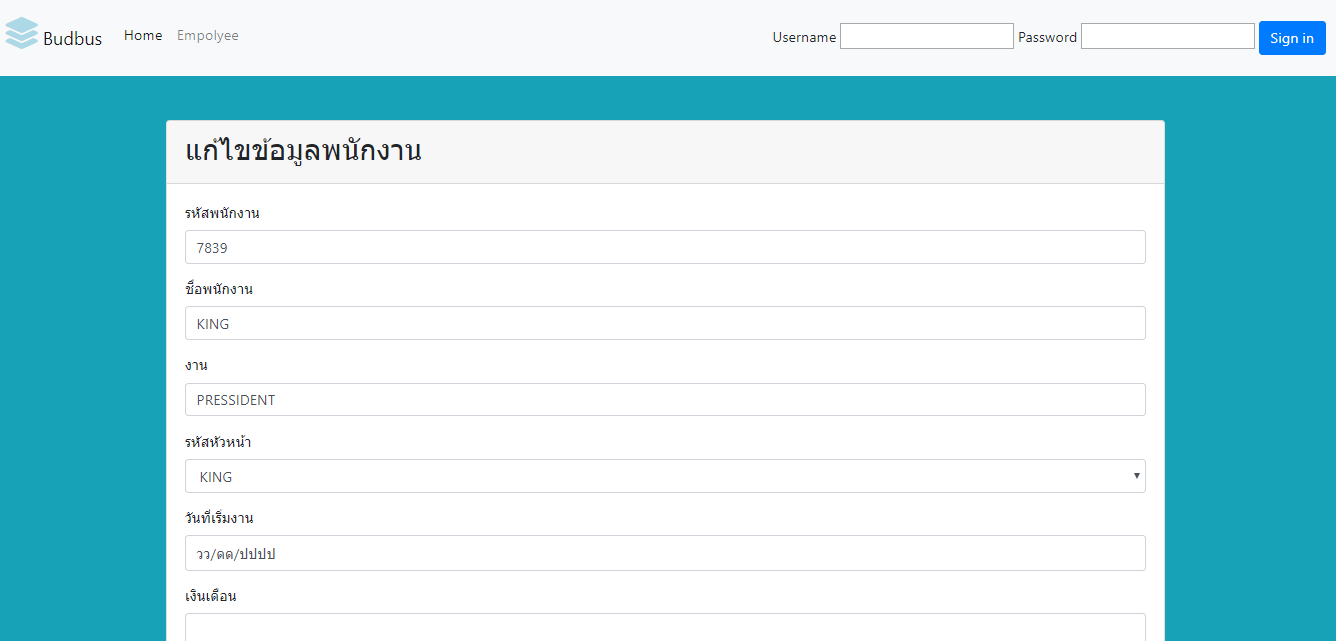 Budbus Home Empolyee Username Password Sign in
แก้ไขข้อมูลพนักงาน
รหัสพนักงาน
7839
ชื่อพนักงาน
KING
งาน
PRESSIDENT
รหัสหัวหน้า
KING
วันที่เริ่มงาน
วว/ดด/ปปปป
เงินเดือน